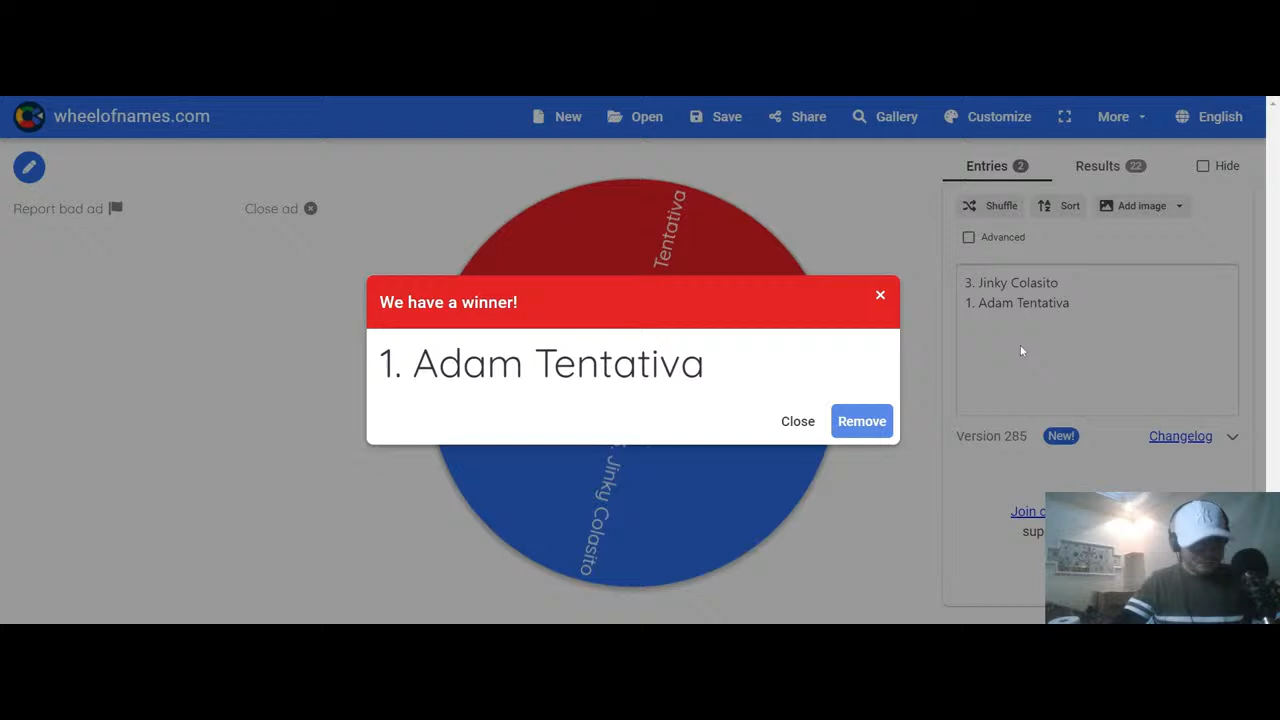 wheelofnames.com
New
Open
Save
Share
Gallery
Customize
More
English
Report bad ad
Close ad
Entries 2
Results 22
Hide
Shuffle
Sort
Add image
Advanced
3. Jinky Colasito
1. Adam Tentativa
Tentativa
We have a winner!
1. Adam Tentativa
Close
Remove
Jinky Colasito
Version 285
New!
Changelog
Join
sup